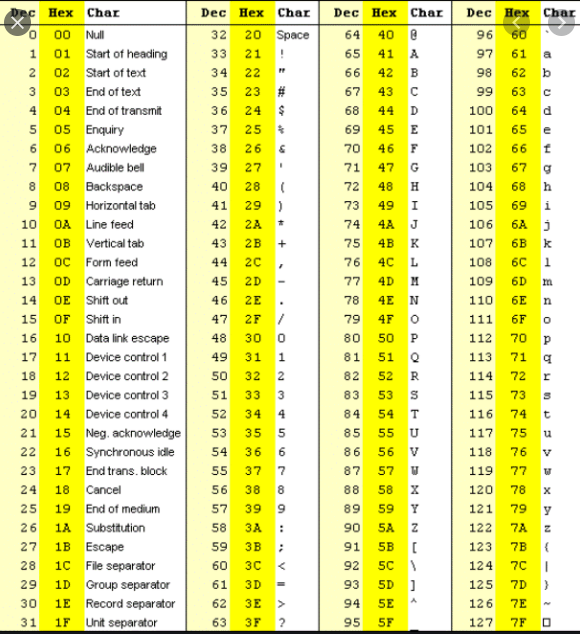 Dec Hex Char Dec Hex Char Dec Hex Char Dec Hex Char
0 00 Null 32 20 Space 64 40 @ 96 60 `
1 01 Start of heading 33 21 ! 65 41 A 97 61 a
2 02 Start of text 34 22 " 66 42 B 98 62 b
3 03 End of text 35 23 # 67 43 C 99 63 c
4 04 End of transmit 36 24 $ 68 44 D 100 64 d
5 05 Enquiry 37 25 % 69 45 E 101 65 e
6 06 Acknowledge 38 26 & 70 46 F 102 66 f
7 07 Audible bell 39 27 ' 71 47 G 103 67 g
8 08 Backspace 40 28 ( 72 48 H 104 68 h
9 09 Horizontal tab 41 29 ) 73 49 I 105 69 i
10 0A Line feed 42 2A * 74 4A J 106 6A j
11 0B Vertical tab 43 2B + 75 4B K 107 6B k
12 0C Form feed 44 2C , 76 4C L 108 6C l
13 0D Carriage return 45 2D - 77 4D M 109 6D m
14 0E Shift out 46 2E . 78 4E N 110 6E n
15 0F Shift in 47 2F / 79 4F O 111 6F o
16 10 Data link escape 48 30 0 80 50 P 112 70 p
17 11 Device control 1 49 31 1 81 51 Q 113 71 q
18 12 Device control 2 50 32 2 82 52 R 114 72 r
19 13 Device control 3 51 33 3 83 53 S 115 73 s
20 14 Device control 4 52 34 4 84 54 T 116 74 t
21 15 Neg. acknowledge 53 35 5 85 55 U 117 75 u
22 16 Synchronous idle 54 36 6 86 56 V 118 76 v
23 17 End trans. block 55 37 7 87 57 W 119 77 w
24 18 Cancel 56 38 8 88 58 X 120 78 x
25 19 End of medium 57 39 9 89 59 Y 121 79 y
26 1A Substitution 58 3A : 90 5A Z 122 7A z
27 1B Escape 59 3B ; 91 5B [ 123 7B {
28 1C File separator 60 3C < 92 5C \ 124 7C |
29 1D Group separator 61 3D = 93 5D ] 125 7D }
30 1E Record separator 62 3E > 94 5E ^ 126 7E ~
31 1F Unit separator 63 3F ? 95 5F _ 127 7F □